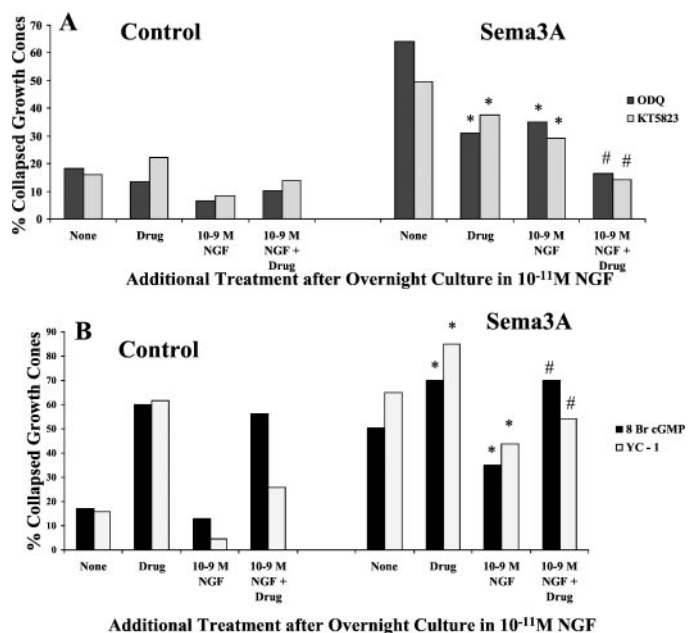 A
Control
Sema3A
% Collapsed Growth Cones
70
60
50
40
30
20
10
0
* * * * # #
ODQ
KT5823
None Drug 10-9 M NGF 10-9 M NGF + Drug None Drug 10-9 M NGF 10-9 M NGF + Drug
Additional Treatment after Overnight Culture in 10⁻¹¹M NGF
B
Control
Sema3A
% Collapsed Growth Cones
90
80
70
60
50
40
30
20
10
0
* * * * # #
8 Br cGMP
YC - 1
None Drug 10-9 M NGF 10-9 M NGF + Drug None Drug 10-9 M NGF 10-9 M NGF + Drug
Additional Treatment after Overnight Culture in 10⁻¹¹M NGF